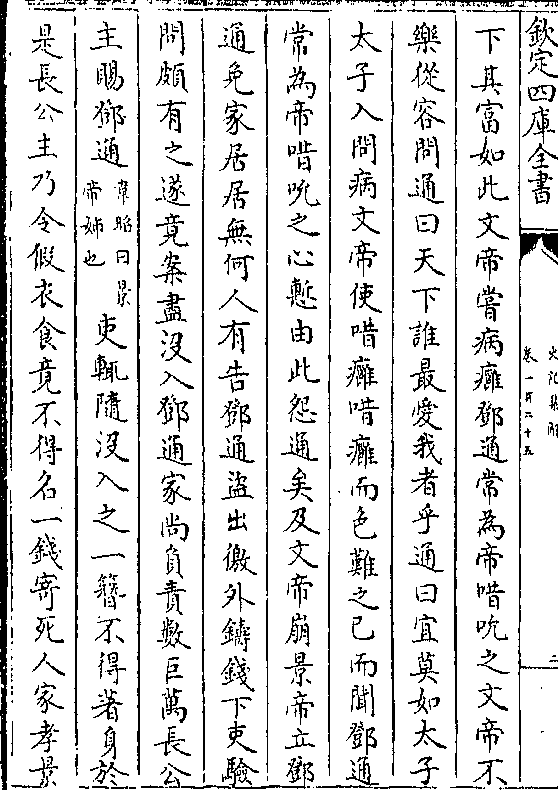 欽定四庫全書
史記集解
卷一百二十五
二
下其富如此文帝嘗病癰鄧通常為帝唶吮之文帝不
樂從容問通曰天下誰最愛我者乎通曰宜莫如太子
太子入問病文帝使唶癰唶癰而色難之已而聞鄧通
常為帝唶吮之心慙由此怨通矣及文帝崩景帝立鄧
通免家居居無何人有告鄧通盜出儌外鑄錢下吏驗
問頗有之遂竟案盡沒入鄧通家尚負責數巨萬長公
主賜鄧通韋昭曰景帝姊也吏輒隨沒入之一簪不得著身於
是長公主乃令假衣食竟不得名一錢寄死人家孝景